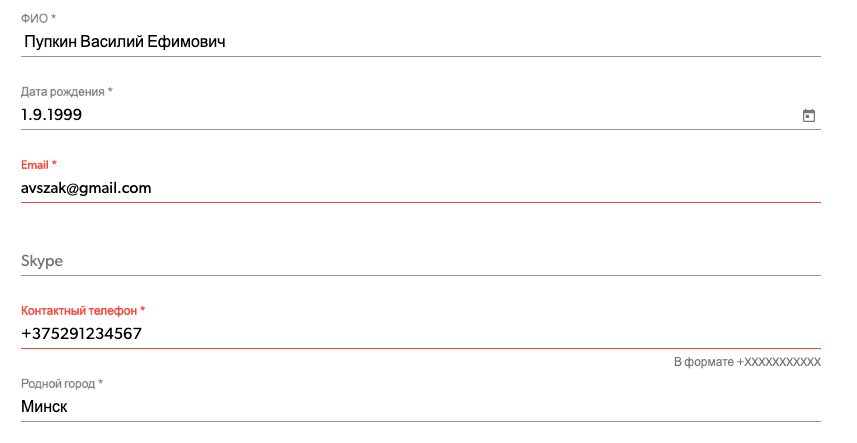 ФИО *
Пупкин Василий Ефимович
Дата рождения *
1.9.1999
Email *
avszak@gmail.com
Skype
Контактный телефон *
+375291234567
В формате +XXXXXXXXXXX
Родной город *
Минск